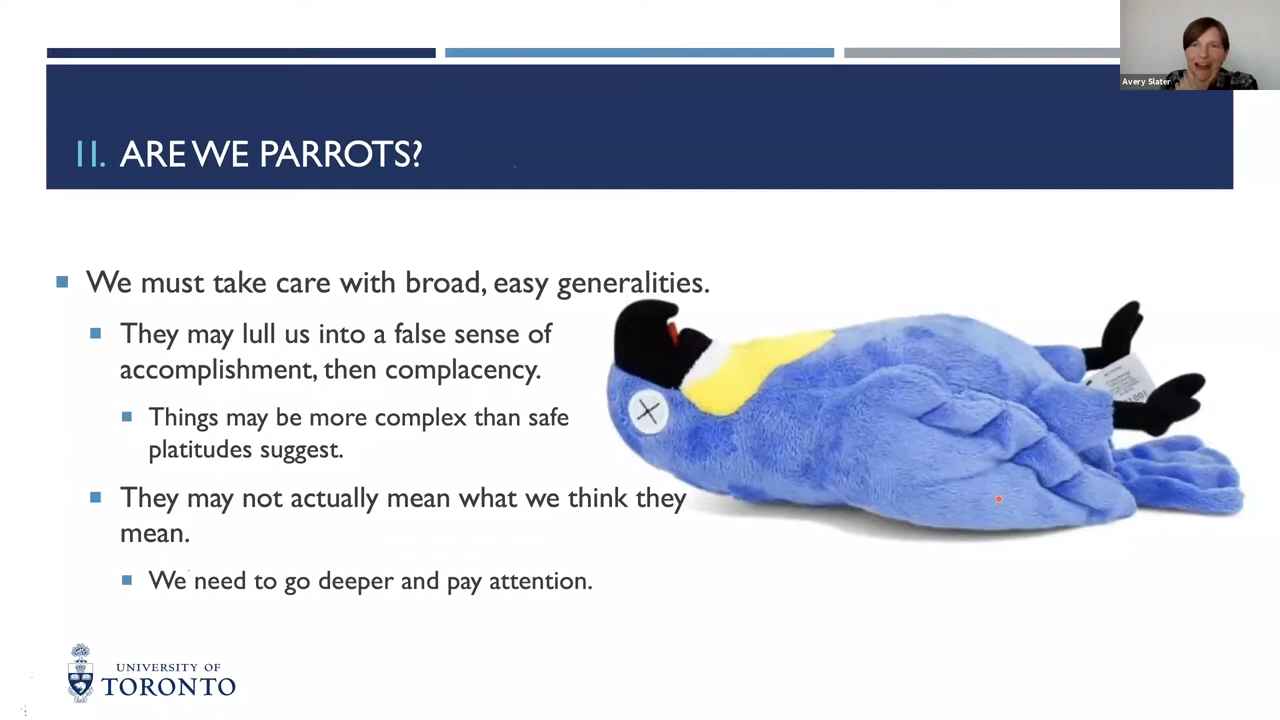 Avery Slater
II. ARE WE PARROTS?
We must take care with broad, easy generalities.
They may lull us into a false sense of
accomplishment, then complacency.
Things may be more complex than safe
platitudes suggest.
They may not actually mean what we think they
mean.
We need to go deeper and pay attention.
UNIVERSITY OF
TORONTO